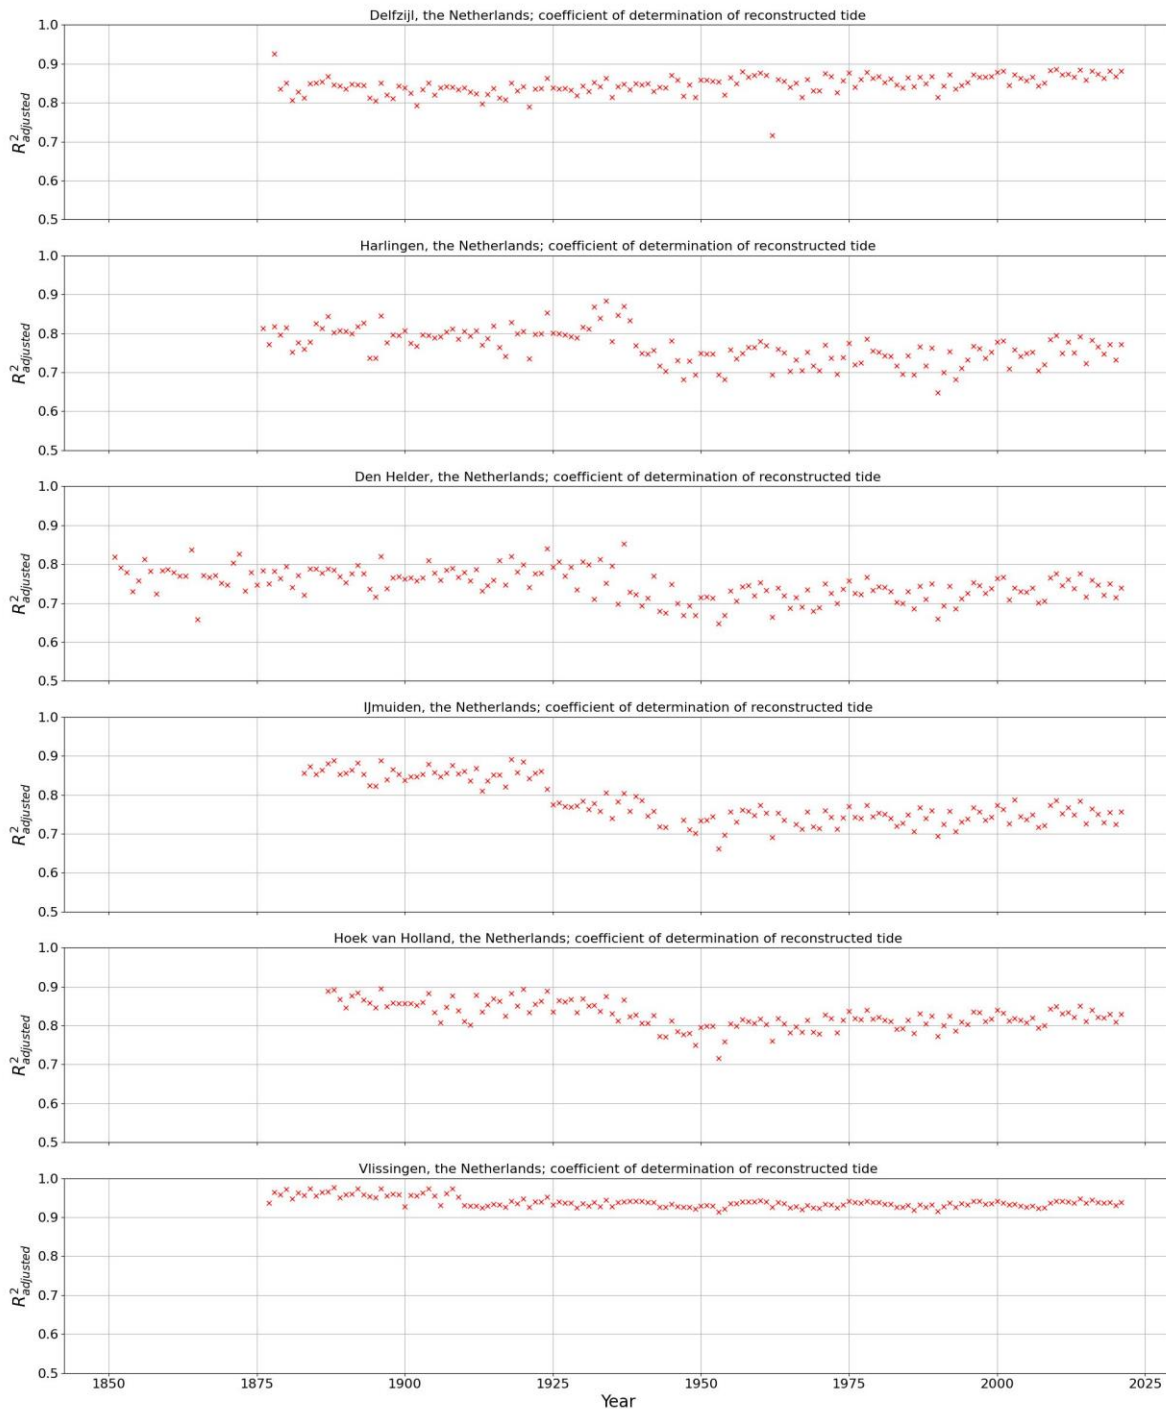 Delfzijl, the Netherlands; coefficient of determination of reconstructed tide
1.0
0.9
0.8
0.7
0.6
0.5
R²adjusted
Harlingen, the Netherlands; coefficient of determination of reconstructed tide
1.0
0.9
0.8
0.7
0.6
0.5
R²adjusted
Den Helder, the Netherlands; coefficient of determination of reconstructed tide
1.0
0.9
0.8
0.7
0.6
0.5
R²adjusted
IJmuiden, the Netherlands; coefficient of determination of reconstructed tide
1.0
0.9
0.8
0.7
0.6
0.5
R²adjusted
Hoek van Holland, the Netherlands; coefficient of determination of reconstructed tide
1.0
0.9
0.8
0.7
0.6
0.5
R²adjusted
Vlissingen, the Netherlands; coefficient of determination of reconstructed tide
1.0
0.9
0.8
0.7
0.6
0.5
R²adjusted
1850 1875 1900 1925 1950 1975 2000 2025
Year